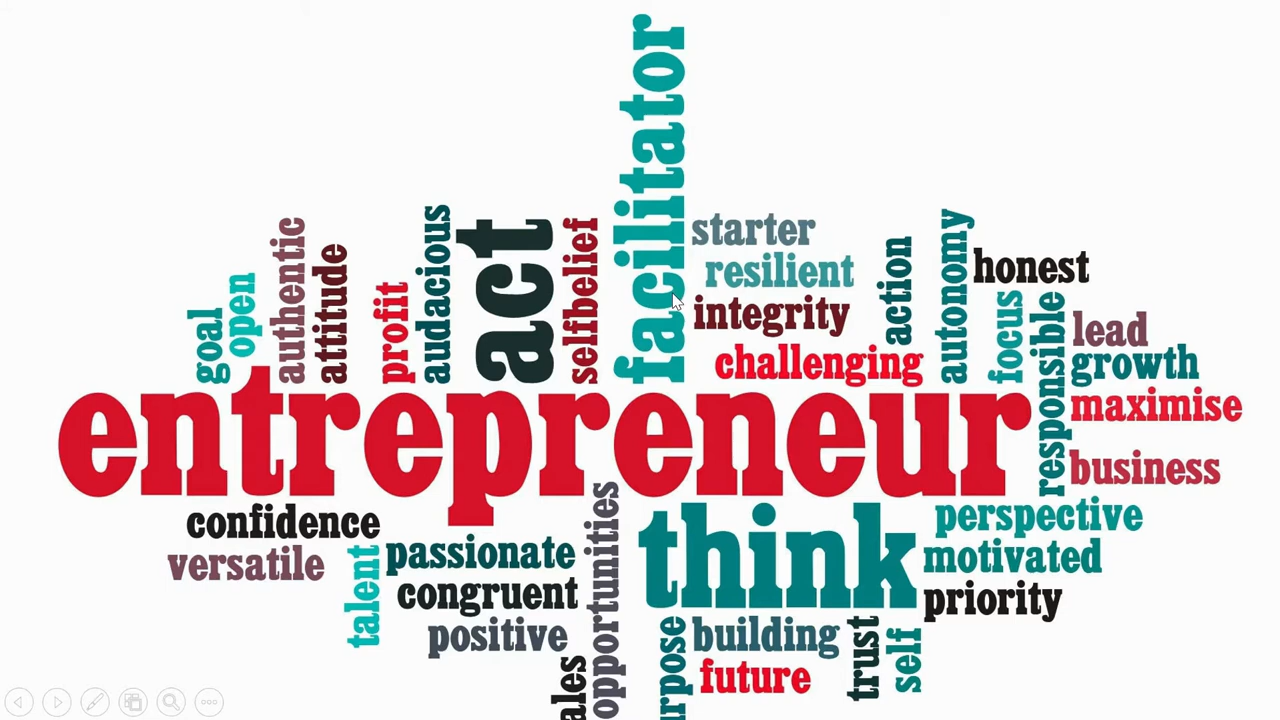 facilitator
starter
resilient
integrity
challenging
act
selfbelief
audacious
profit
attitude
authentic
open
goal
action
autonomy
honest
focus
responsible
lead
growth
maximise
business
entrepreneur
confidence
versatile
talent
passionate
congruent
positive
opportunities
think
perspective
motivated
priority
building
future
trust
self
ales
rpose